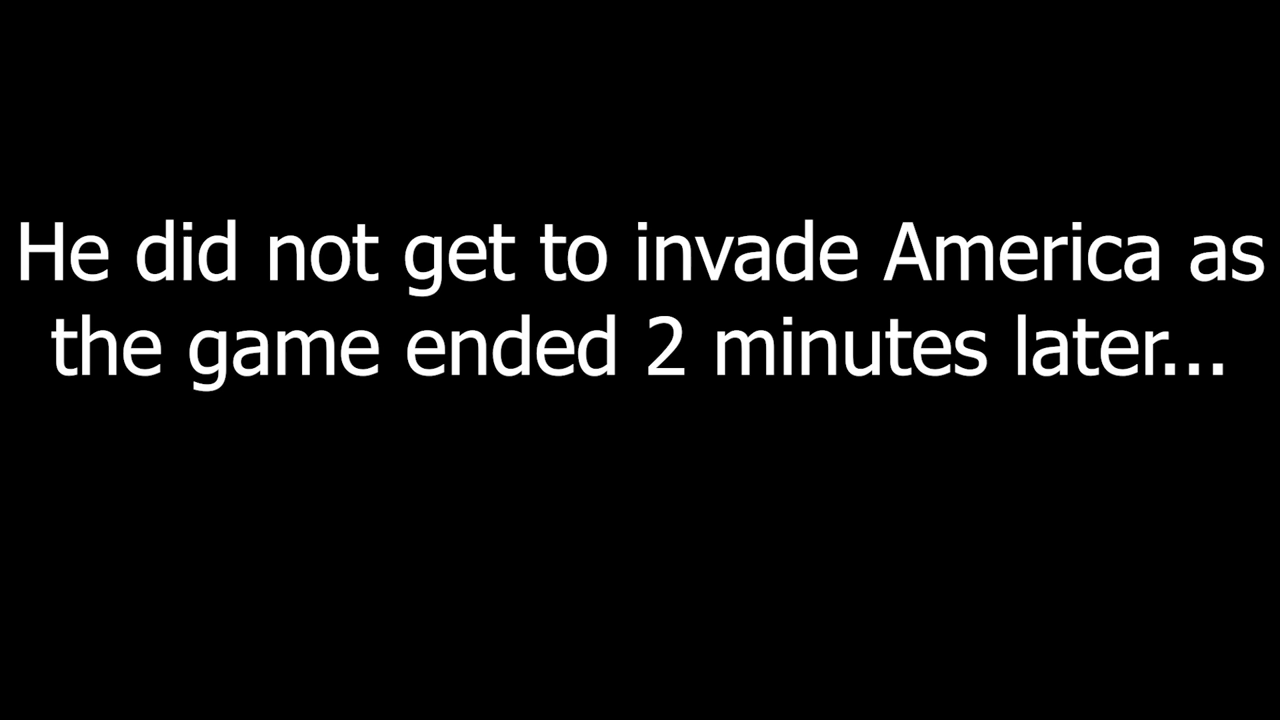 He did not get to invade America as
the game ended 2 minutes later...